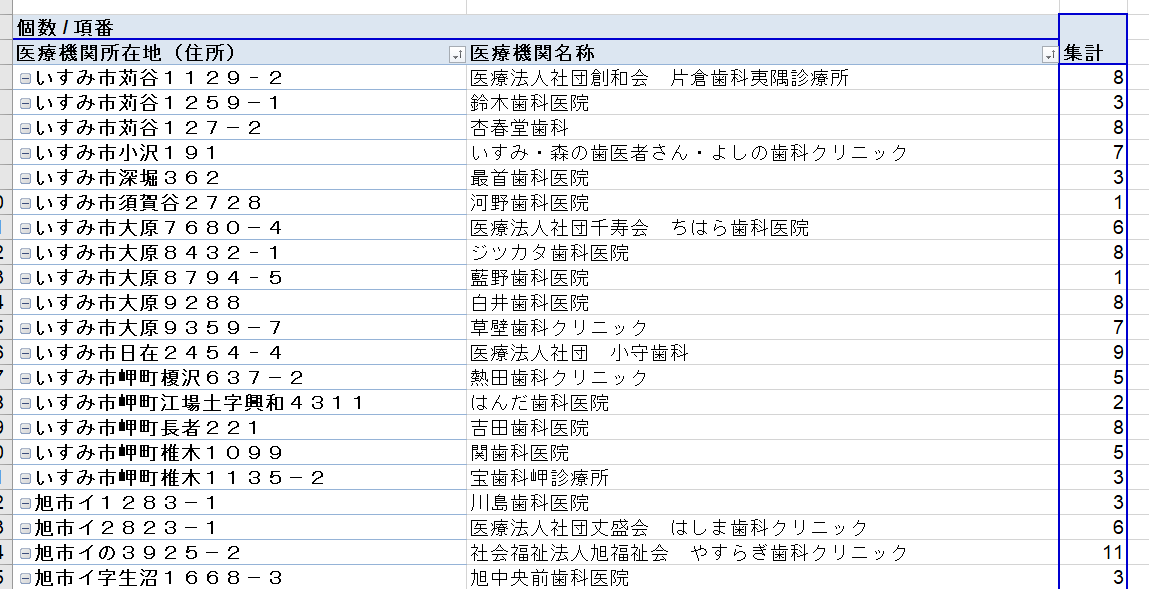 個数 / 項番
医療機関所在地（住所） 医療機関名称 集計
いすみ市苅谷１１２９‐２ 医療法人社団創和会　片倉歯科夷隅診療所 8
いすみ市苅谷１２５９−１ 鈴木歯科医院 3
いすみ市苅谷１２７−２ 杏春堂歯科 8
いすみ市小沢１９１ いすみ・森の歯医者さん・よしの歯科クリニック 7
いすみ市深堀３６２ 最首歯科医院 3
いすみ市須賀谷２７２８ 河野歯科医院 1
いすみ市大原７６８０−４ 医療法人社団千寿会　ちはら歯科医院 6
いすみ市大原８４３２‐１ ジツカタ歯科医院 8
いすみ市大原８７９４−５ 藍野歯科医院 1
いすみ市大原９２８８ 白井歯科医院 8
いすみ市大原９３５９−７ 草壁歯科クリニック 7
いすみ市日在２４５４‐４ 医療法人社団　小守歯科 9
いすみ市岬町榎沢６３７−２ 熱田歯科クリニック 5
いすみ市岬町江場土字興和４３１１ はんだ歯科医院 2
いすみ市岬町長者２２１ 吉田歯科医院 8
いすみ市岬町椎木１０９９ 関歯科医院 5
いすみ市岬町椎木１１３５−２ 宝歯科岬診療所 3
旭市イ１２８３−１ 川島歯科医院 3
旭市イ２８２３−１ 医療法人社団丈盛会　はしま歯科クリニック 6
旭市イの３９２５−２ 社会福祉法人旭福祉会　やすらぎ歯科クリニック 11
旭市イ字生沼１６６８−３ 旭中央前歯科医院 3